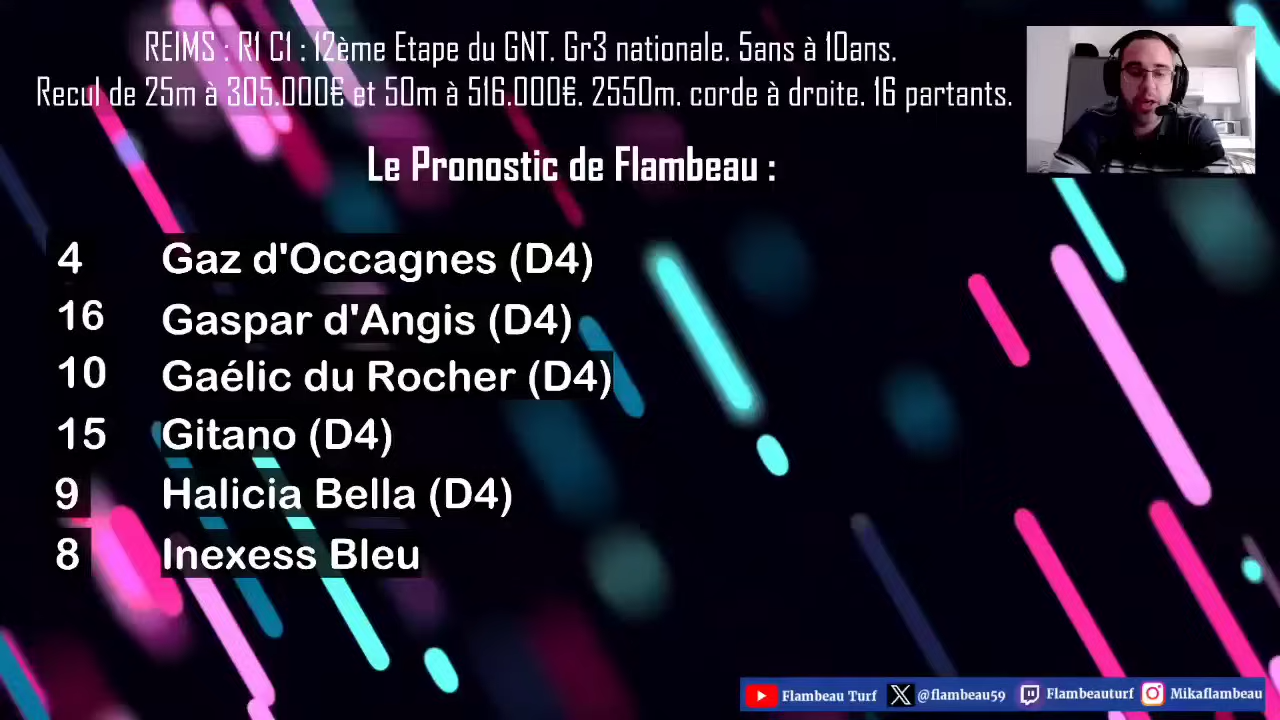 REIMS : R1 C1 : 12ème Etape du GNT. Gr3 nationale. 5ans à 10ans.
Recul de 25m à 305.000€ et 50m à 516.000€. 2550m. corde à droite. 16 partants.
Le Pronostic de Flambeau :
4 Gaz d'Occagnes (D4)
16 Gaspar d'Angis (D4)
10 Gaélic du Rocher (D4)
15 Gitano (D4)
9 Halicia Bella (D4)
8 Inexess Bleu
Flambeau Turf @flambeau59 Flambeauturf Mikaflambeau